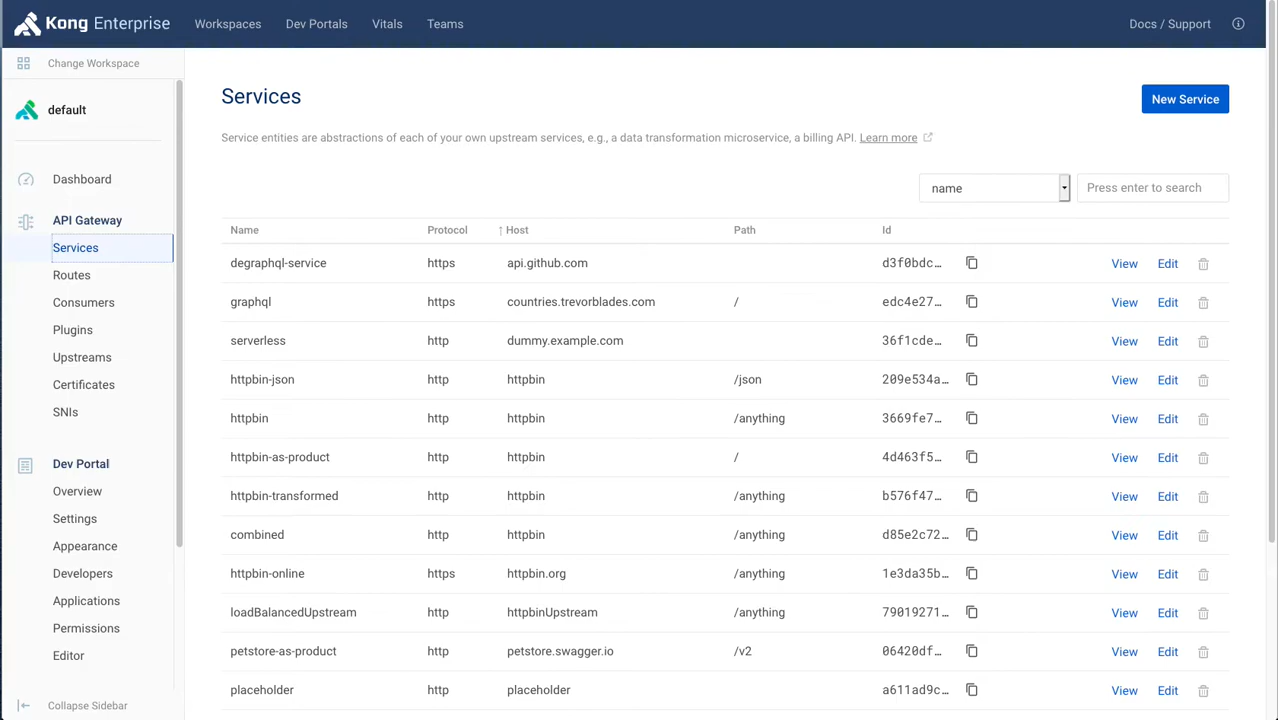 Kong Enterprise Workspaces Dev Portals Vitals Teams Docs / Support
Change Workspace
default
Dashboard
API Gateway
Services
Routes
Consumers
Plugins
Upstreams
Certificates
SNIs
Dev Portal
Overview
Settings
Appearance
Developers
Applications
Permissions
Editor
Collapse Sidebar
Services
New Service
Service entities are abstractions of each of your own upstream services, e.g., a data transformation microservice, a billing API. Learn more
name Press enter to search
Name Protocol ↑ Host Path Id
degraphql-service https api.github.com d3f0bdc… View Edit
graphql https countries.trevorblades.com / edc4e27… View Edit
serverless http dummy.example.com 36f1cde… View Edit
httpbin-json http httpbin /json 209e534a… View Edit
httpbin http httpbin /anything 3669fe7… View Edit
httpbin-as-product http httpbin / 4d463f5… View Edit
httpbin-transformed http httpbin /anything b576f47… View Edit
combined http httpbin /anything d85e2c72… View Edit
httpbin-online https httpbin.org /anything 1e3da35b… View Edit
loadBalancedUpstream http httpbinUpstream /anything 79019271… View Edit
petstore-as-product http petstore.swagger.io /v2 06420df… View Edit
placeholder http placeholder a611ad9c… View Edit